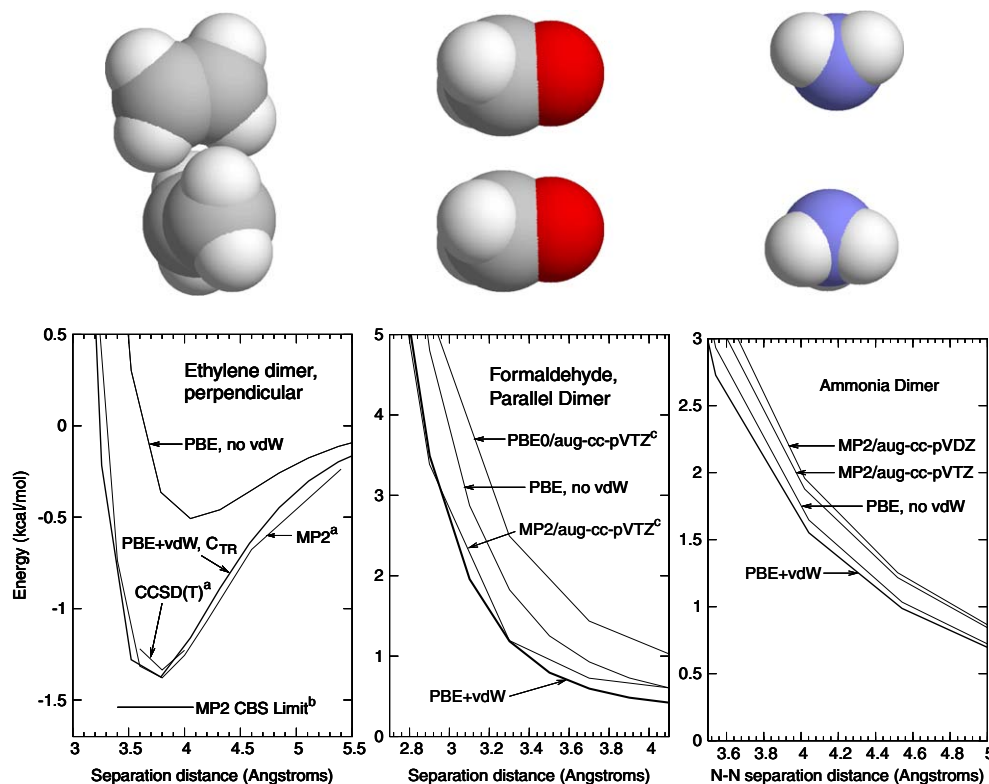 0.5
0
-0.5
-1
-1.5
3 3.5 4 4.5 5 5.5
Energy (kcal/mol)
Separation distance (Angstroms)
Ethylene dimer,
perpendicular
PBE, no vdW
PBE+vdW, C_TR
MP2^a
CCSD(T)^a
MP2 CBS Limit^b
5
4
3
2
1
0
2.8 3 3.2 3.4 3.6 3.8 4
Separation distance (Angstroms)
Formaldehyde,
Parallel Dimer
PBE0/aug-cc-pVTZ^c
PBE, no vdW
MP2/aug-cc-pVTZ^c
PBE+vdW
3
2.5
2
1.5
1
0.5
0
3.6 3.8 4 4.2 4.4 4.6 4.8 5
N-N separation distance (Angstroms)
Ammonia Dimer
MP2/aug-cc-pVDZ
MP2/aug-cc-pVTZ
PBE, no vdW
PBE+vdW